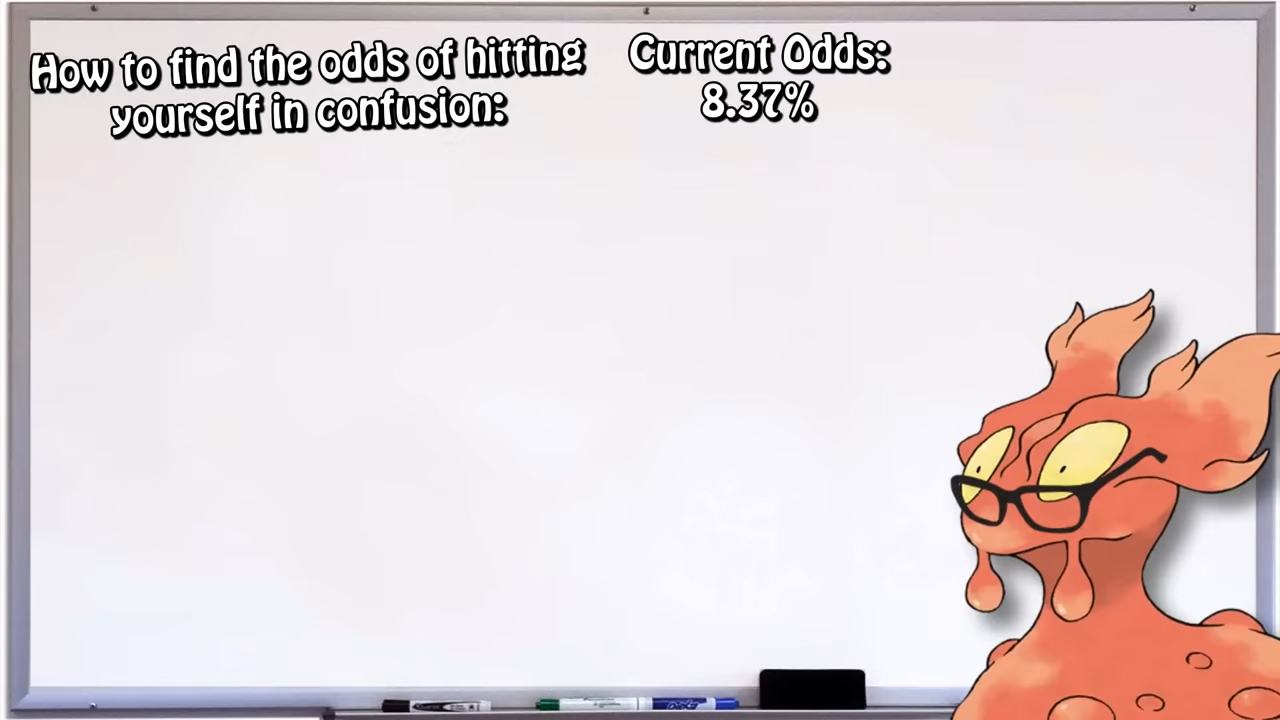 How to find the odds of hitting
yourself in confusion:
Current Odds:
8.37%